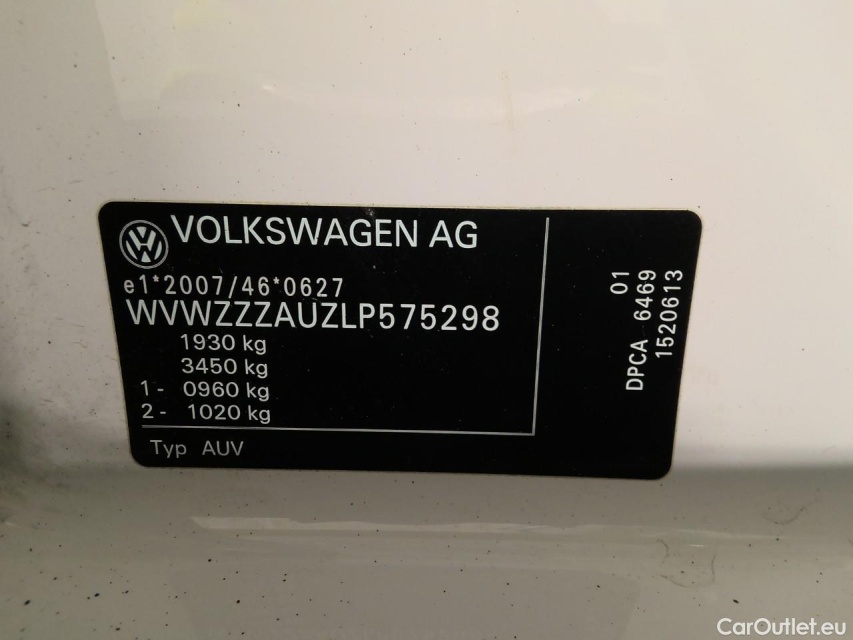 VOLKSWAGEN AG
e1*2007/46*0627
WVWZZZAUZLP575298
1930 kg
3450 kg
1- 0960 kg
2- 1020 kg
Typ AUV
01
DPCA 6469
1520613
CarOutlet.eu